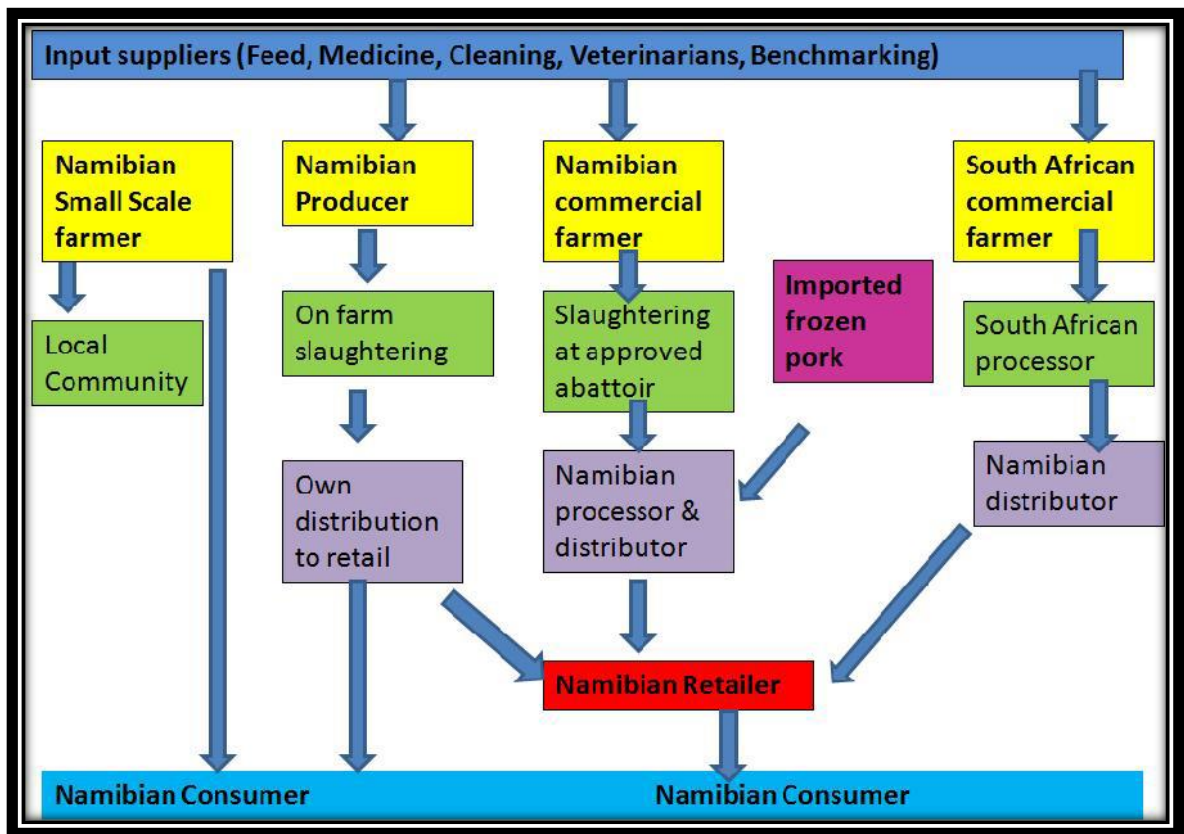 Input suppliers (Feed, Medicine, Cleaning, Veterinarians, Benchmarking)
Namibian
Small Scale
farmer
Namibian
Producer
Namibian
commercial
farmer
South African
commercial
farmer
Local
Community
On farm
slaughtering
Slaughtering
at approved
abattoir
Imported
frozen
pork
South African
processor
Own
distribution
to retail
Namibian
processor &
distributor
Namibian
distributor
Namibian Retailer
Namibian Consumer
Namibian Consumer